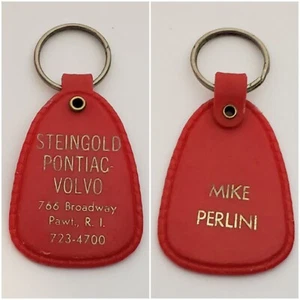 STEINGOLD
PONTIAC-
VOLVO
766 Broadway
Pawt., R. I.
723-4700
MIKE
PERLINI